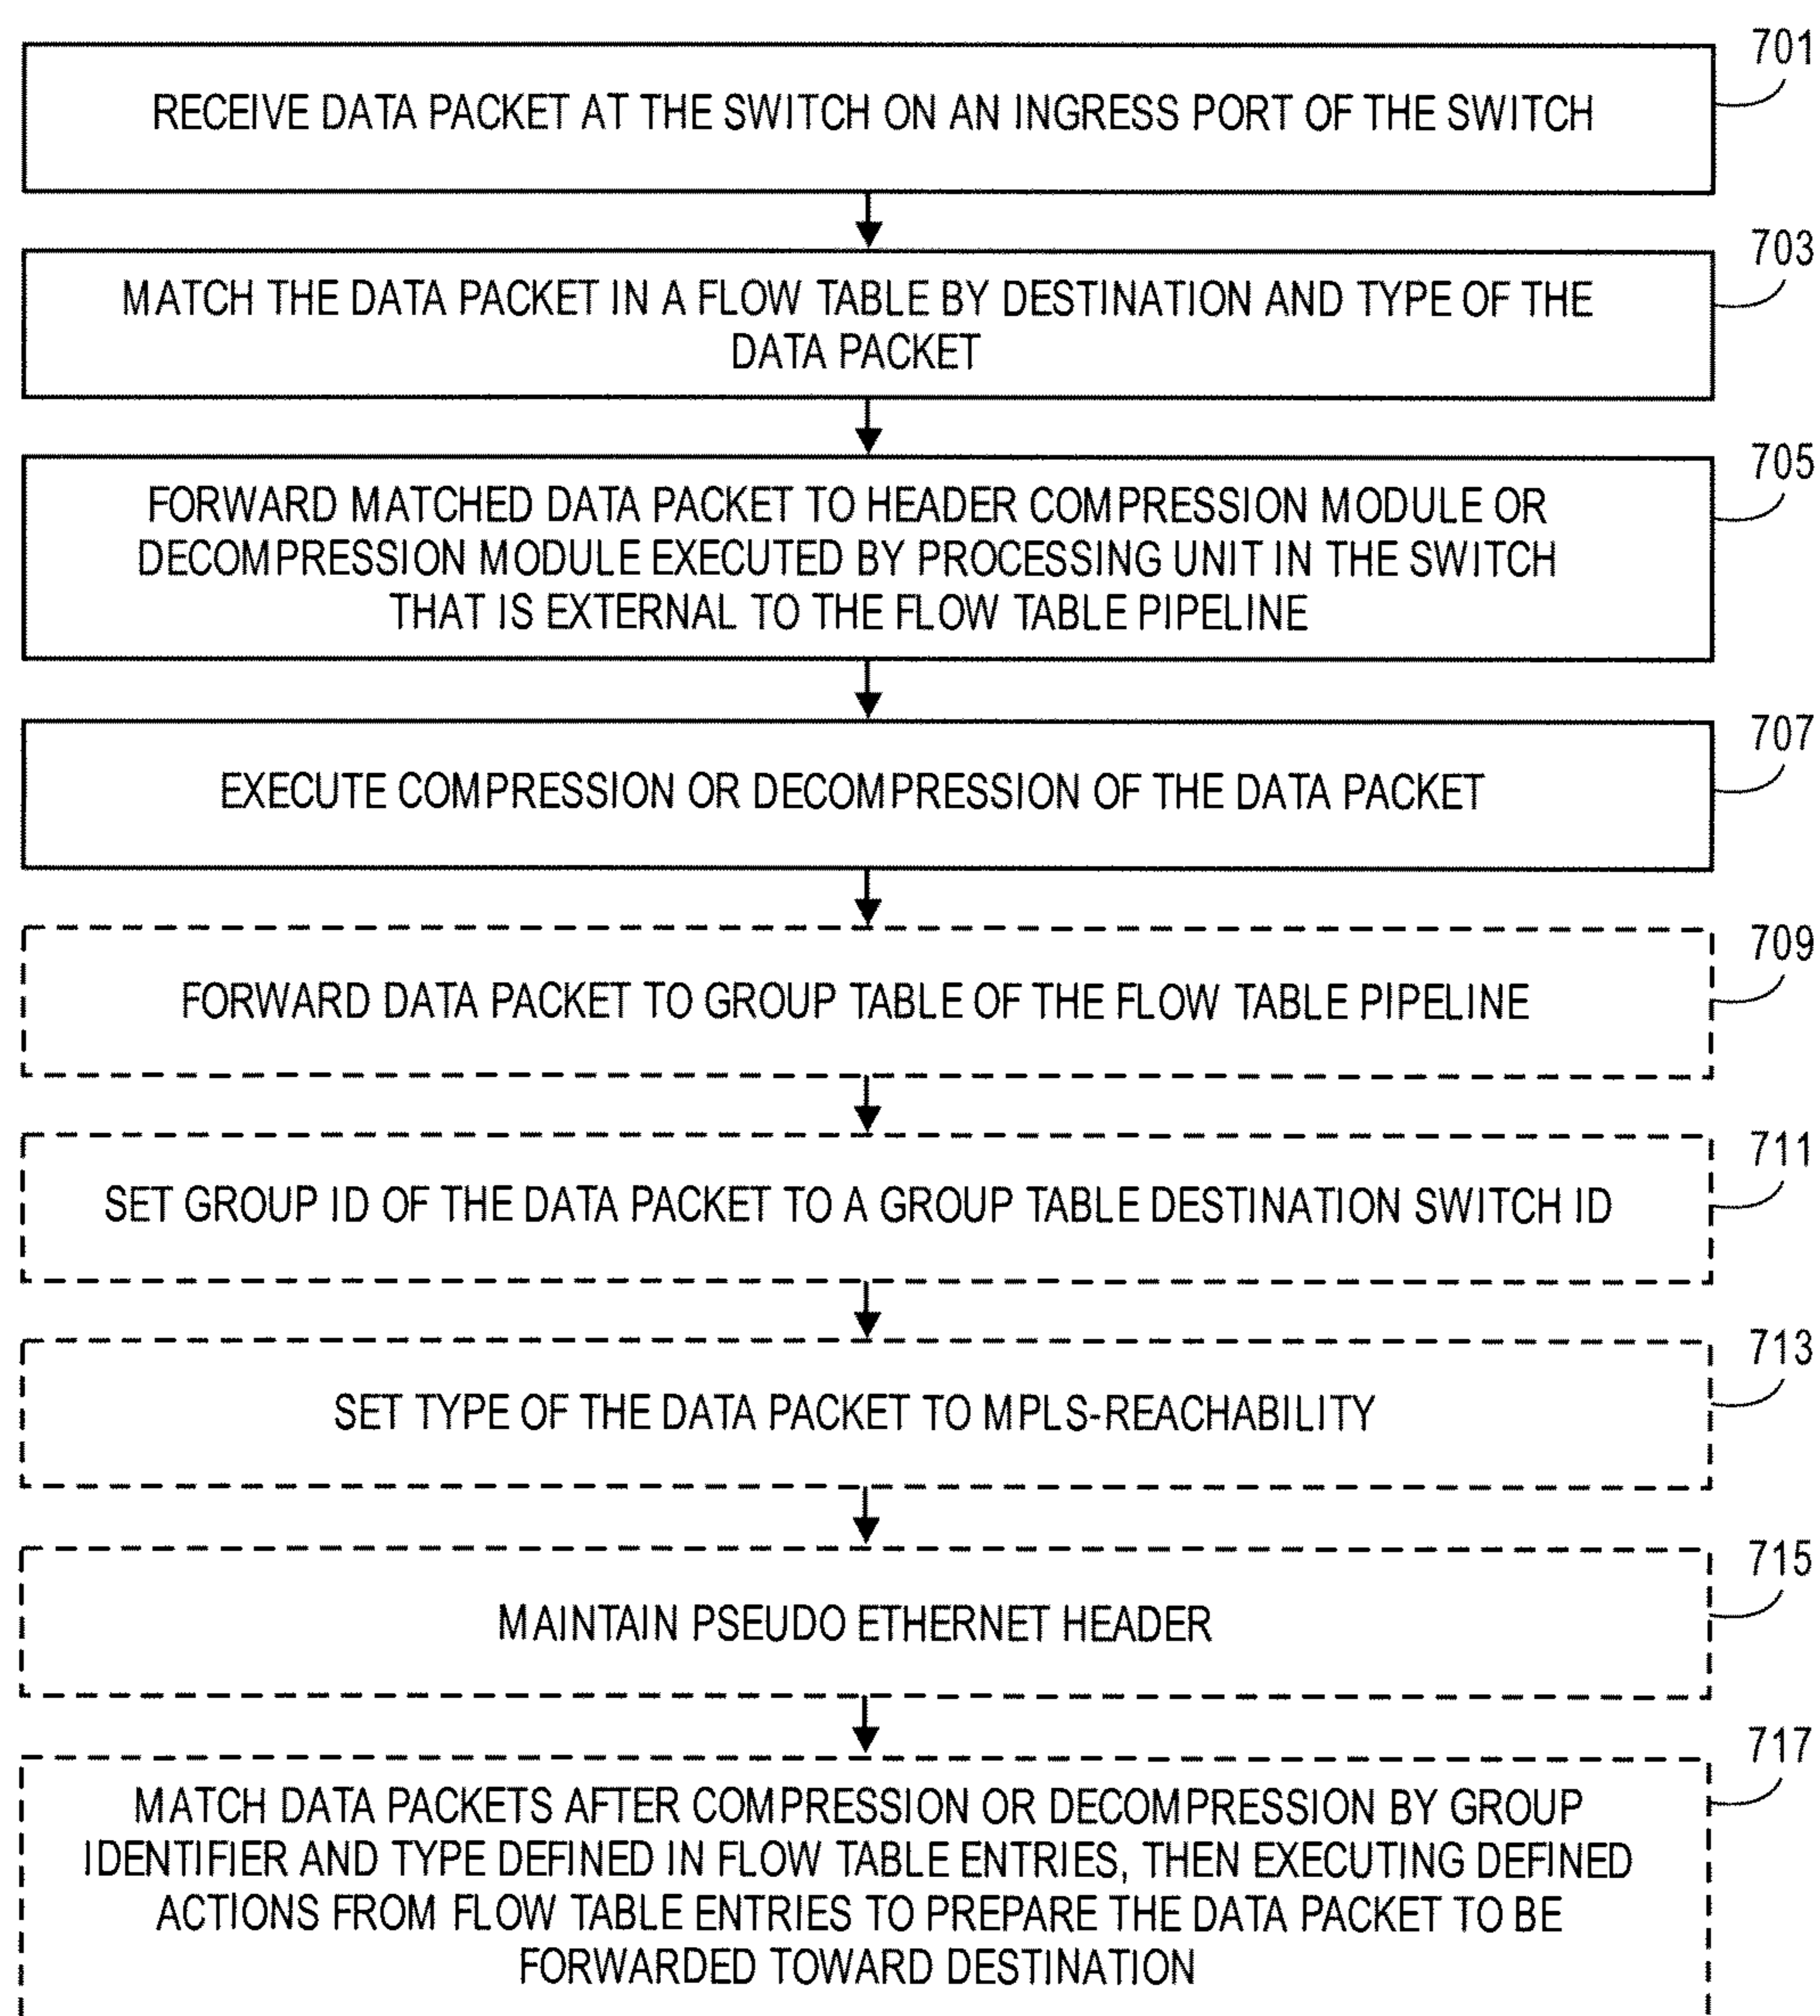 701
RECEIVE DATA PACKET AT THE SWITCH ON AN INGRESS PORT OF THE SWITCH
703
MATCH THE DATA PACKET IN A FLOW TABLE BY DESTINATION AND TYPE OF THE
DATA PACKET
705
FORWARD MATCHED DATA PACKET TO HEADER COMPRESSION MODULE OR
DECOMPRESSION MODULE EXECUTED BY PROCESSING UNIT IN THE SWITCH
THAT IS EXTERNAL TO THE FLOW TABLE PIPELINE
707
EXECUTE COMPRESSION OR DECOMPRESSION OF THE DATA PACKET
709
FORWARD DATA PACKET TO GROUP TABLE OF THE FLOW TABLE PIPELINE
711
SET GROUP ID OF THE DATA PACKET TO A GROUP TABLE DESTINATION SWITCH ID
713
SET TYPE OF THE DATA PACKET TO MPLS-REACHABILITY
715
MAINTAIN PSEUDO ETHERNET HEADER
717
MATCH DATA PACKETS AFTER COMPRESSION OR DECOMPRESSION BY GROUP
IDENTIFIER AND TYPE DEFINED IN FLOW TABLE ENTRIES, THEN EXECUTING DEFINED
ACTIONS FROM FLOW TABLE ENTRIES TO PREPARE THE DATA PACKET TO BE
FORWARDED TOWARD DESTINATION